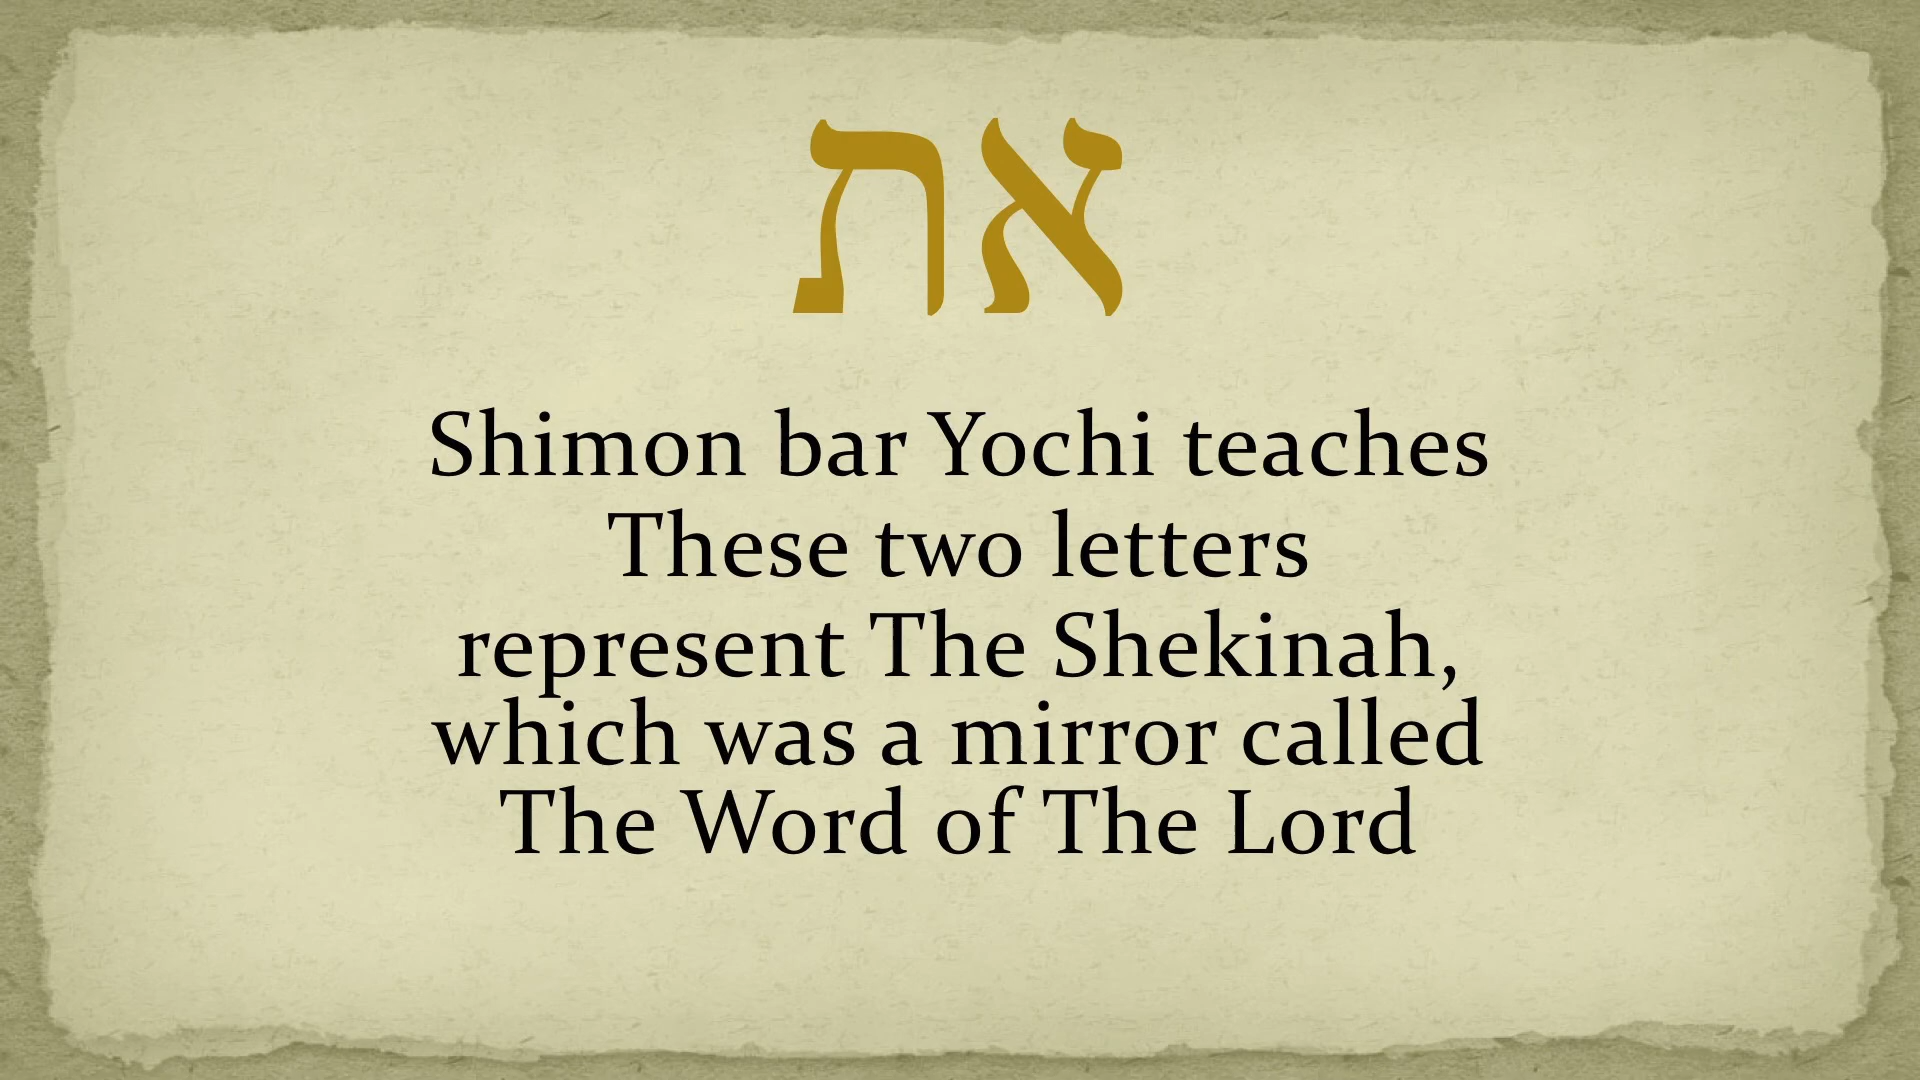 את
Shimon bar Yochi teaches
These two letters
represent The Shekinah,
which was a mirror called
The Word of The Lord